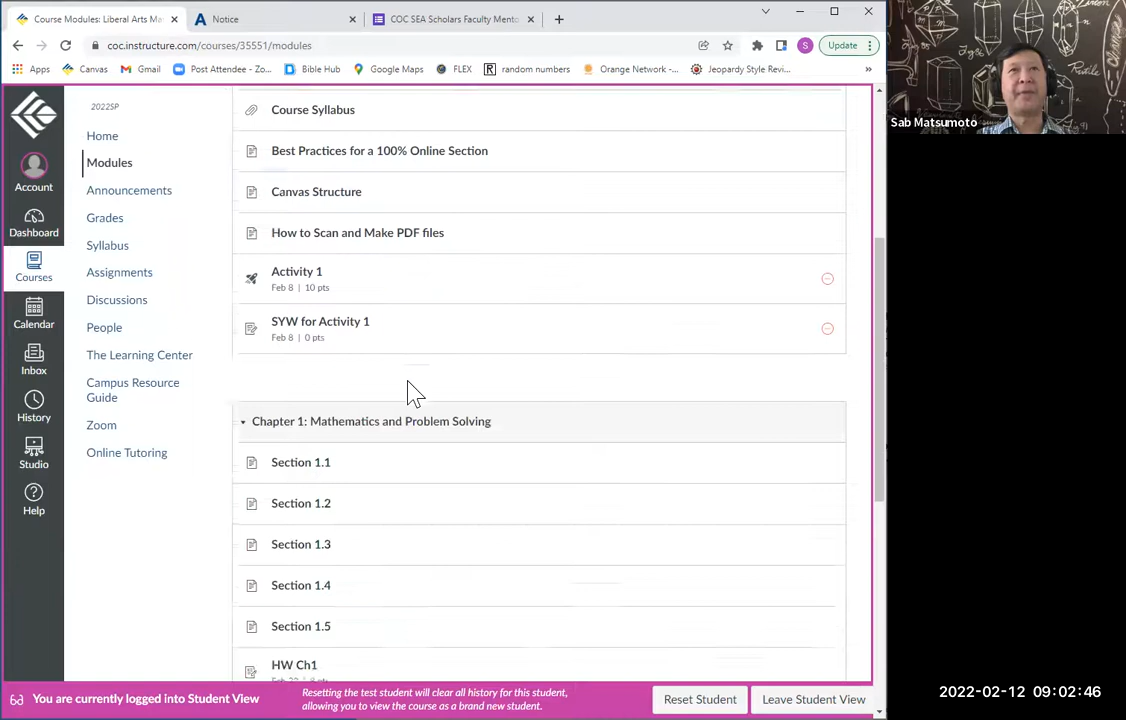 Course Modules: Liberal Arts Ma
Notice
COC SEA Scholars Faculty Mento
coc.instructure.com/courses/35551/modules
S
Update
Apps
Canvas
Gmail
Post Attendee - Zo...
Bible Hub
Google Maps
FLEX
random numbers
Orange Network -...
Jeopardy Style Revi...
Sab Matsumoto
2022SP
Home
Modules
Announcements
Grades
Syllabus
Assignments
Discussions
People
The Learning Center
Campus Resource
Guide
Zoom
Online Tutoring
Account
Dashboard
Courses
Calendar
Inbox
History
Studio
Help
Course Syllabus
Best Practices for a 100% Online Section
Canvas Structure
How to Scan and Make PDF files
Activity 1
Feb 8 | 10 pts
SYW for Activity 1
Feb 8 | 0 pts
Chapter 1: Mathematics and Problem Solving
Section 1.1
Section 1.2
Section 1.3
Section 1.4
Section 1.5
HW Ch1
You are currently logged into Student View
Resetting the test student will clear all history for this student,
allowing you to view the course as a brand new student.
Reset Student
Leave Student View
2022-02-12 09:02:46